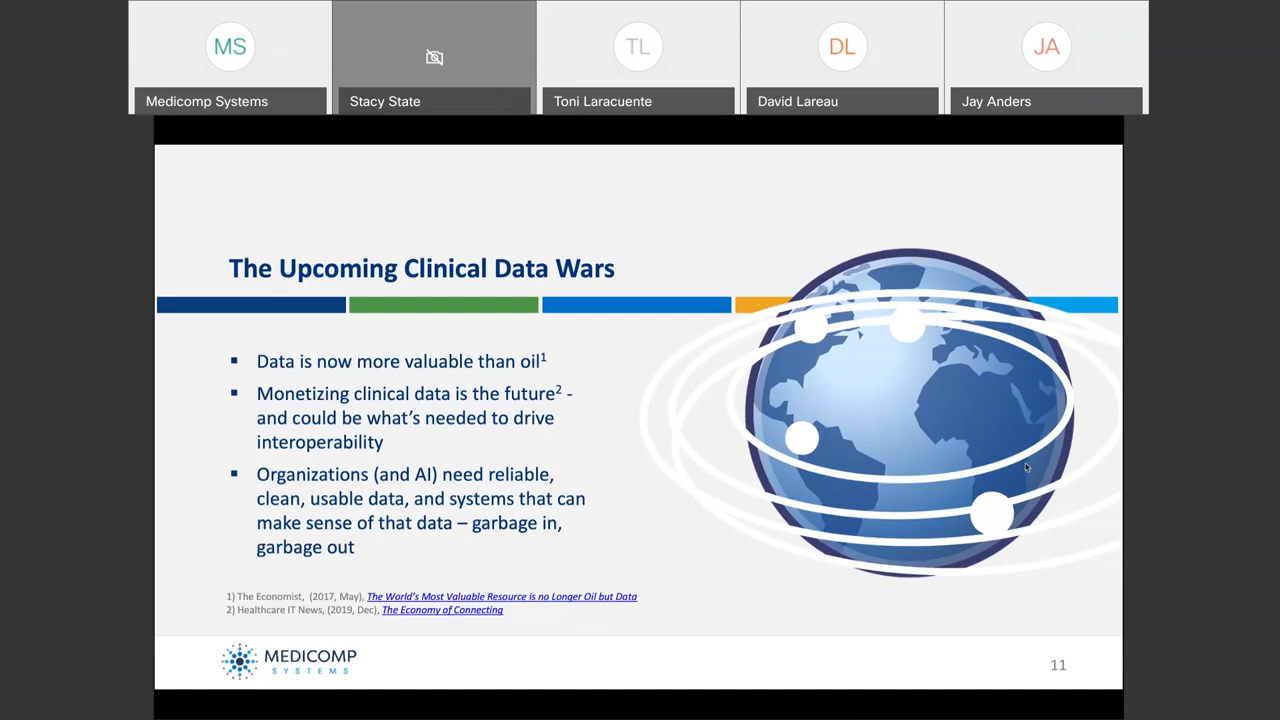 MS
TL
DL
JA
Medicomp Systems
Stacy State
Toni Laracuente
David Lareau
Jay Anders
The Upcoming Clinical Data Wars
▪ Data is now more valuable than oil¹
▪ Monetizing clinical data is the future² -
and could be what’s needed to drive
interoperability
▪ Organizations (and AI) need reliable,
clean, usable data, and systems that can
make sense of that data – garbage in,
garbage out
1) The Economist, (2017, May), The World's Most Valuable Resource is no Longer Oil but Data
2) Healthcare IT News, (2019, Dec), The Economy of Connecting
MEDICOMP
SYSTEMS
11